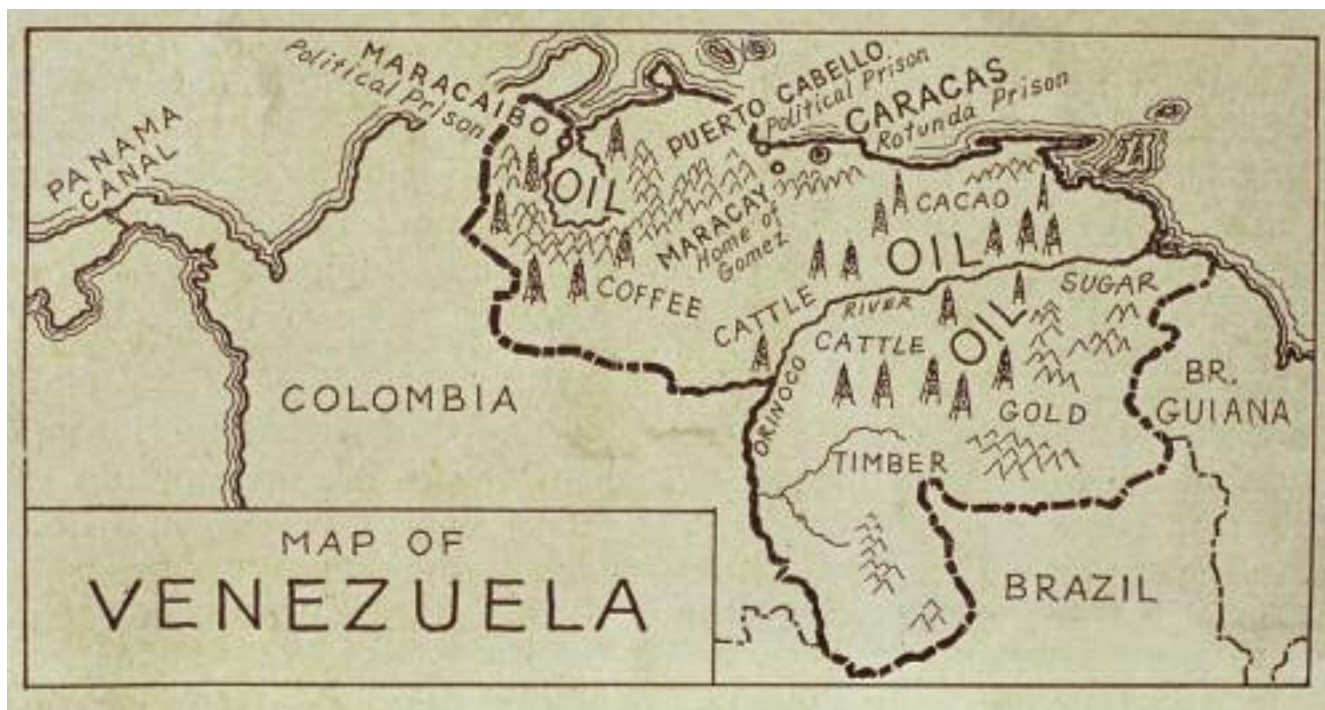 MARACAIBO
Political Prison
PUERTO CABELLO
Political Prison
CARACAS
Rotunda Prison
PANAMA
CANAL
OIL
MARACAY
Home of
Gomez
CACAO
OIL
COFFEE
CATTLE
ORINOCO RIVER
SUGAR
CATTLE
OIL
COLOMBIA
GOLD
BR.
GUIANA
TIMBER
BRAZIL
MAP OF
VENEZUELA